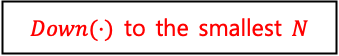 Down(·) to the smallest N